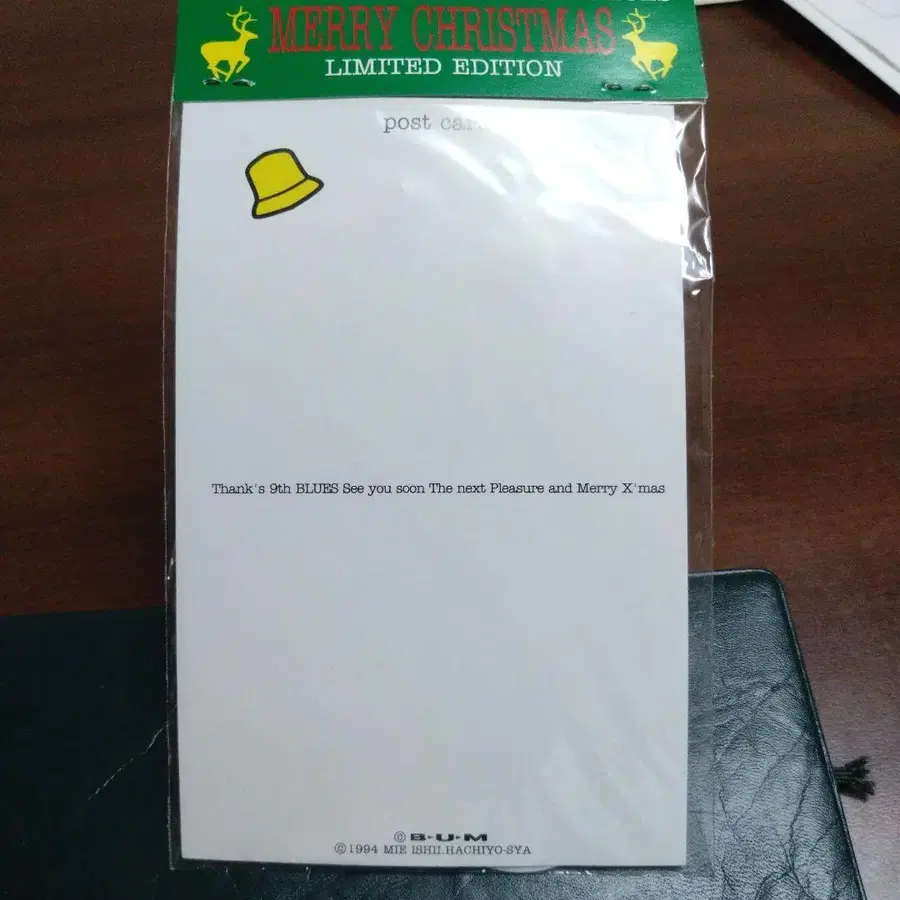 MERRY CHRISTMAS
LIMITED EDITION
post
Thank's 9th BLUES See you soon The next Pleasure and Merry X'mas
© B·U·M
©1994 MIE ISHII.HACHIYO-SYA